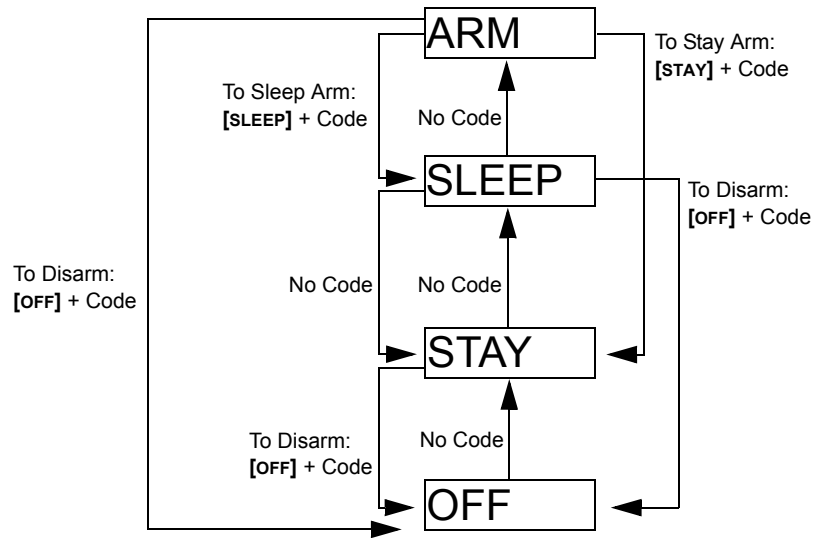 ARM
To Stay Arm:
[STAY] + Code
To Sleep Arm:
[SLEEP] + Code
No Code
SLEEP
To Disarm:
[OFF] + Code
To Disarm:
[OFF] + Code
No Code
No Code
STAY
To Disarm:
[OFF] + Code
No Code
OFF